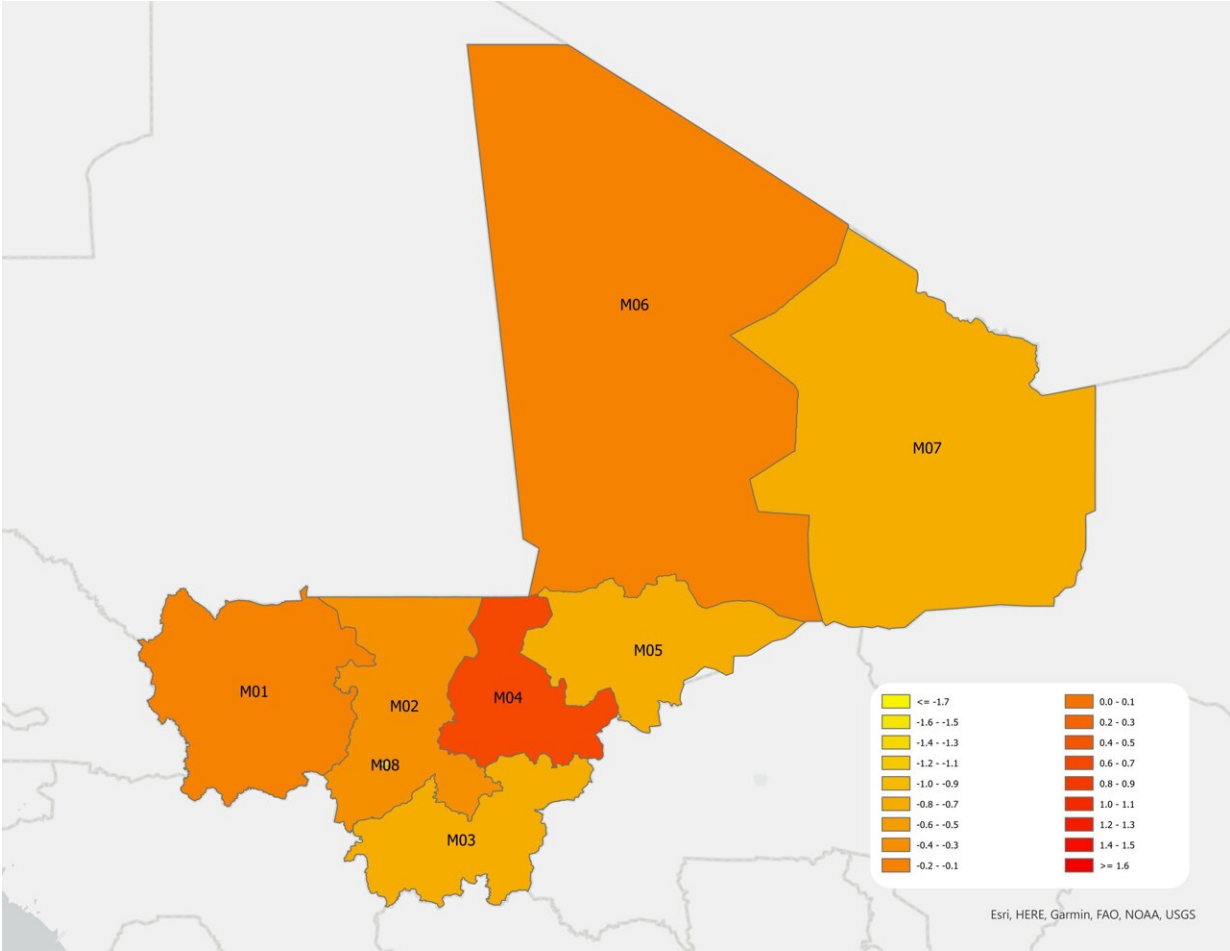 M06
M07
M05
M01
M04
M02
M08
M03
<= -1.7
-1.6 - -1.5
-1.4 - -1.3
-1.2 - -1.1
-1.0 - -0.9
-0.8 - -0.7
-0.6 - -0.5
-0.4 - -0.3
-0.2 - -0.1
0.0 - 0.1
0.2 - 0.3
0.4 - 0.5
0.6 - 0.7
0.8 - 0.9
1.0 - 1.1
1.2 - 1.3
1.4 - 1.5
>= 1.6
Esri, HERE, Garmin, FAO, NOAA, USGS